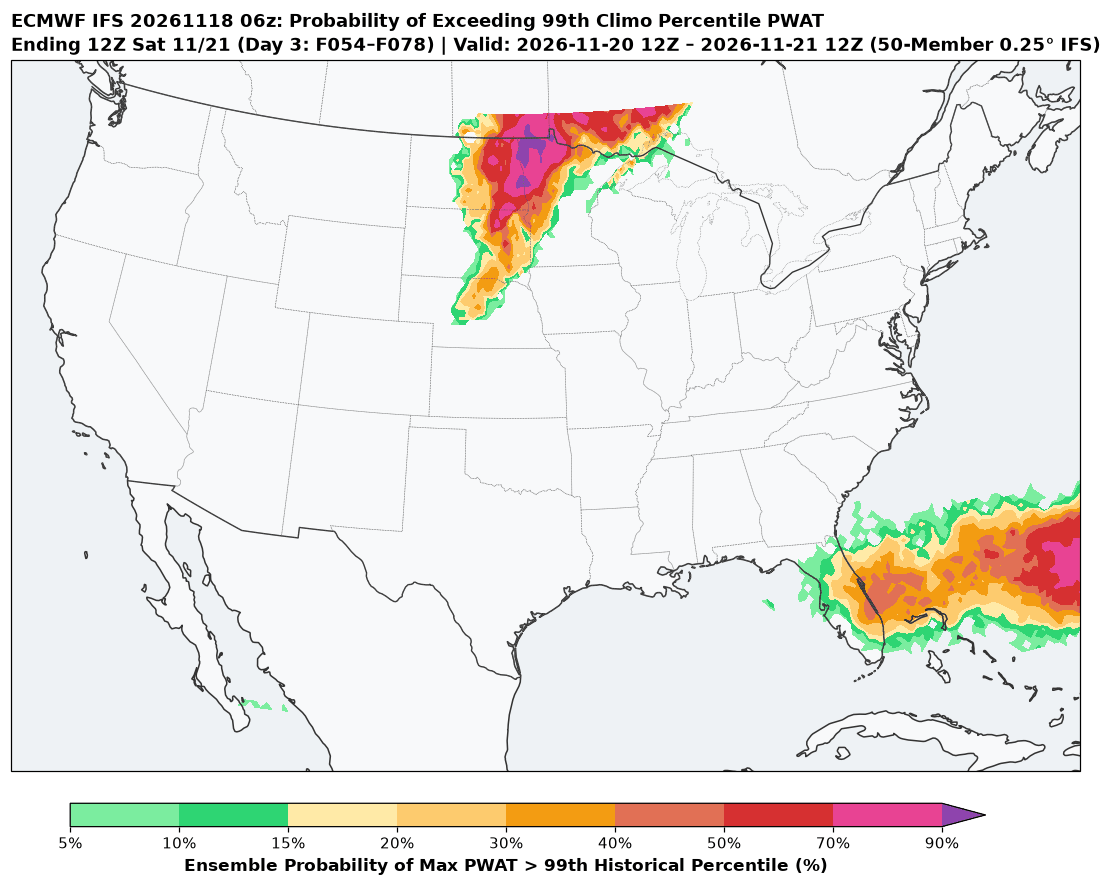 ECMWF IFS 20261118 06z: Probability of Exceeding 99th Climo Percentile PWAT
Ending 12Z Sat 11/21 (Day 3: F054–F078) | Valid: 2026-11-20 12Z – 2026-11-21 12Z (50-Member 0.25° IFS)
5% 10% 15% 20% 30% 40% 50% 70% 90%
Ensemble Probability of Max PWAT > 99th Historical Percentile (%)